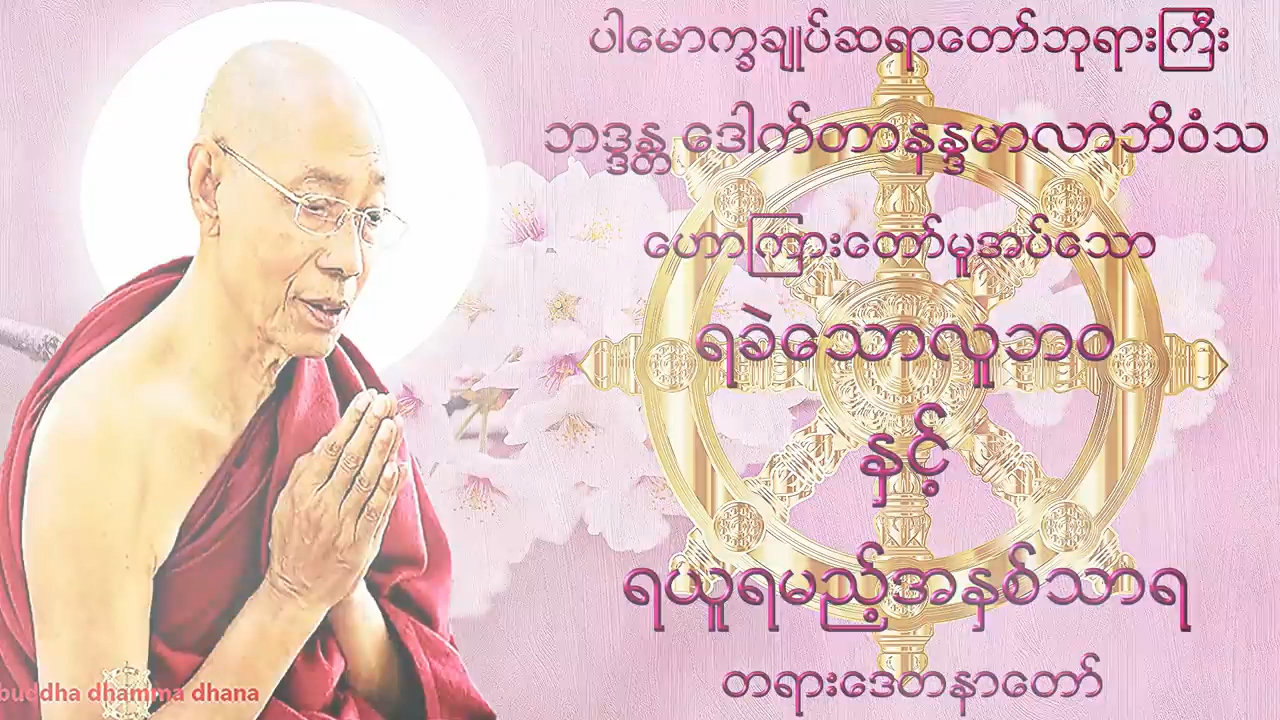 ပါမောက္ခချုပ်ဆရာတော်ဘုရားကြီး
ဘဒ္ဒန္တ ဒေါက်တာနန္ဒမာလာဘိဝံသ
ဟောကြားတော်မူအပ်သော
ရခဲသောလူဘဝ
နှင့်
ရယူရမည့်အနှစ်သာရ
တရားဒေတနာတော်
buddha dhamma dhana